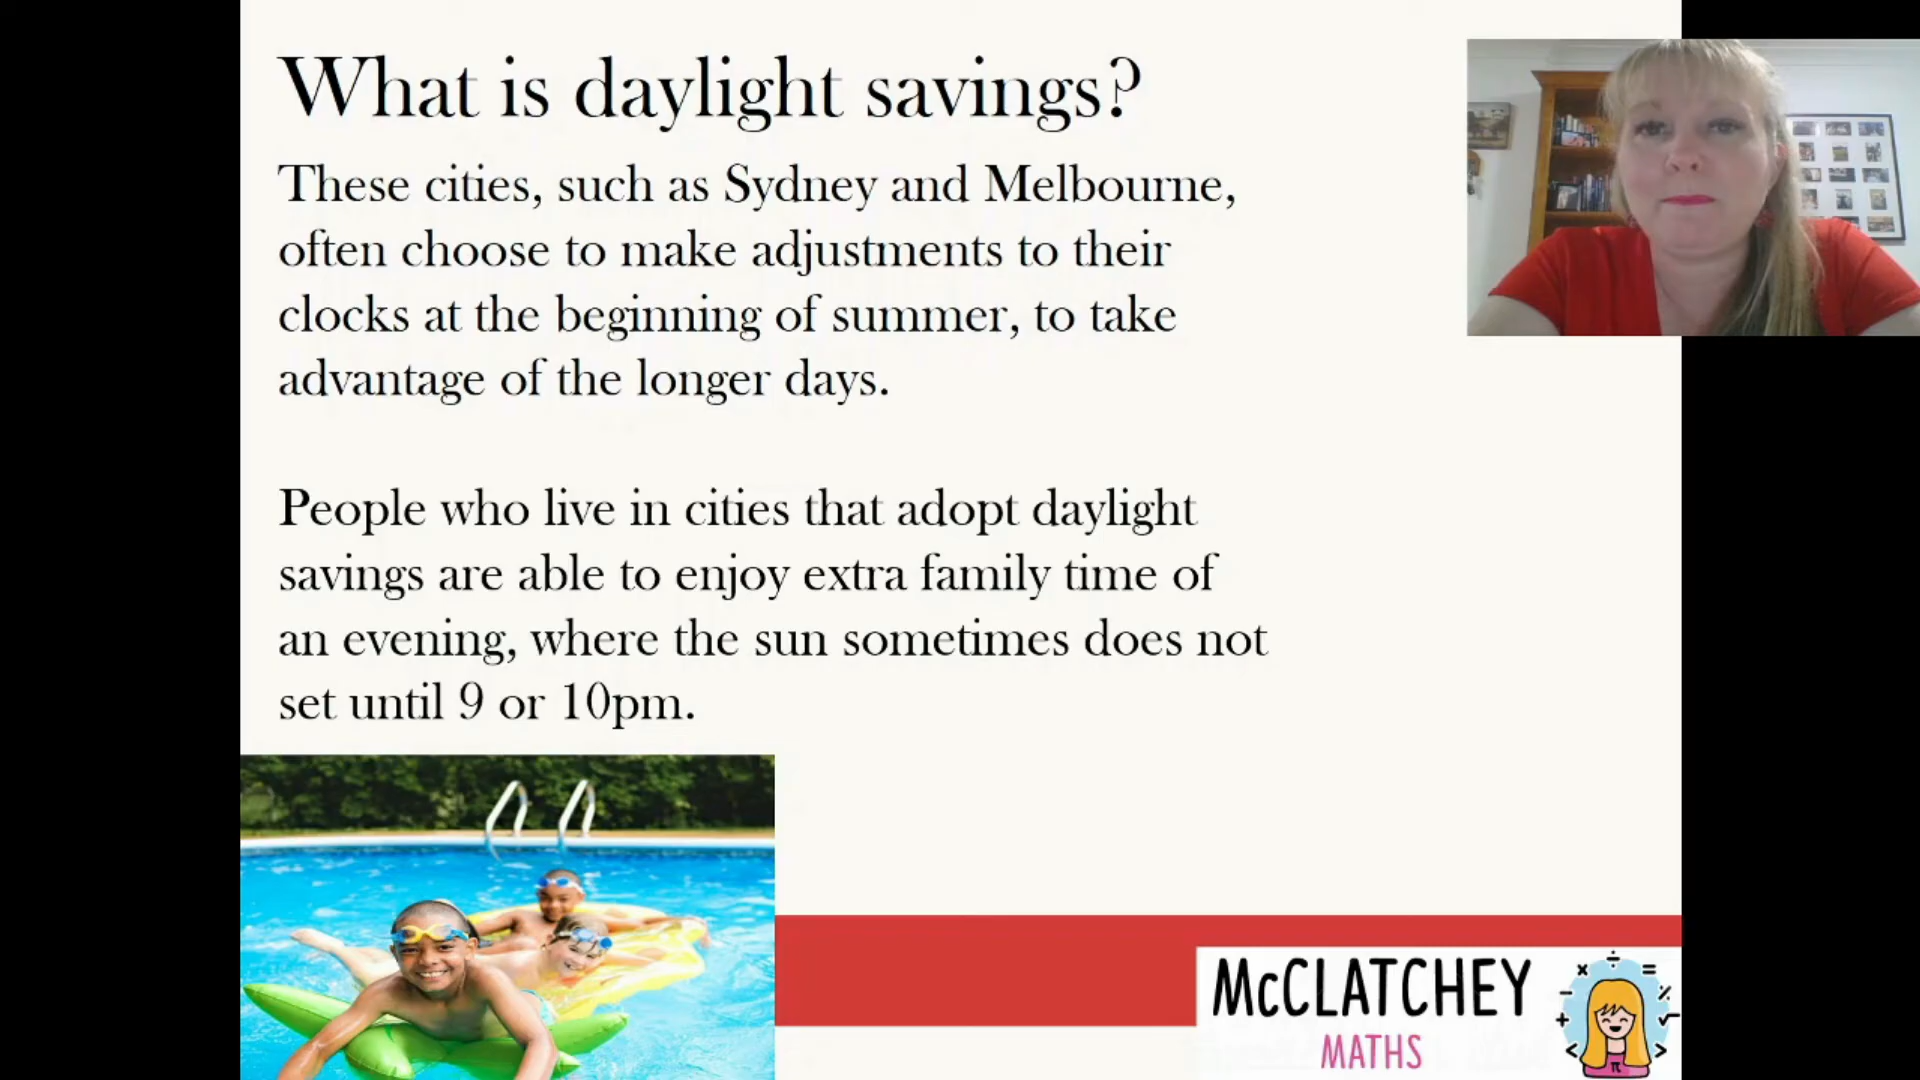 What is daylight savings?
These cities, such as Sydney and Melbourne,
often choose to make adjustments to their
clocks at the beginning of summer, to take
advantage of the longer days.
People who live in cities that adopt daylight
savings are able to enjoy extra family time of
an evening, where the sun sometimes does not
set until 9 or 10pm.
McCLATCHEY
MATHS